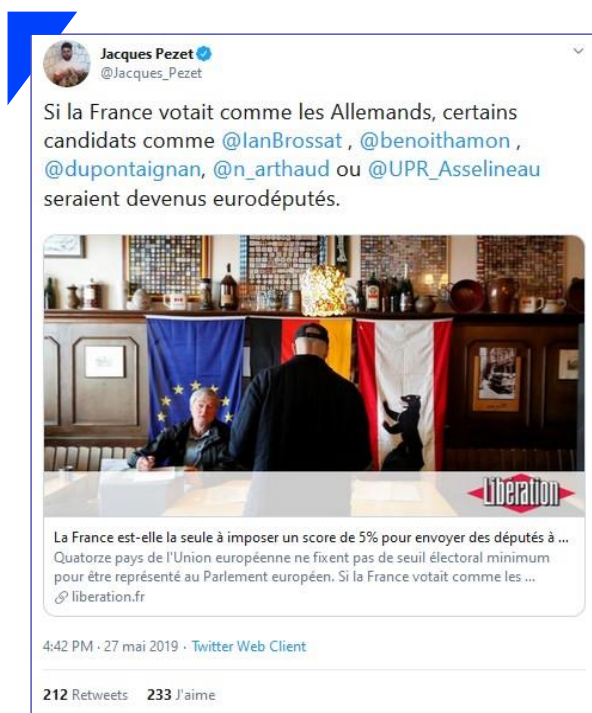 Jacques Pezet
@Jacques_Pezet
Si la France votait comme les Allemands, certains
candidats comme @IanBrossat , @benoithamon ,
@dupontaignan, @n_arthaud ou @UPR_Asselineau
seraient devenus eurodéputés.
Libération
La France est-elle la seule à imposer un score de 5% pour envoyer des députés à ...
Quatorze pays de l'Union européenne ne fixent pas de seuil électoral minimum
pour être représenté au Parlement européen. Si la France votait comme les ...
liberation.fr
4:42 PM · 27 mai 2019 · Twitter Web Client
212 Retweets 233 J'aime